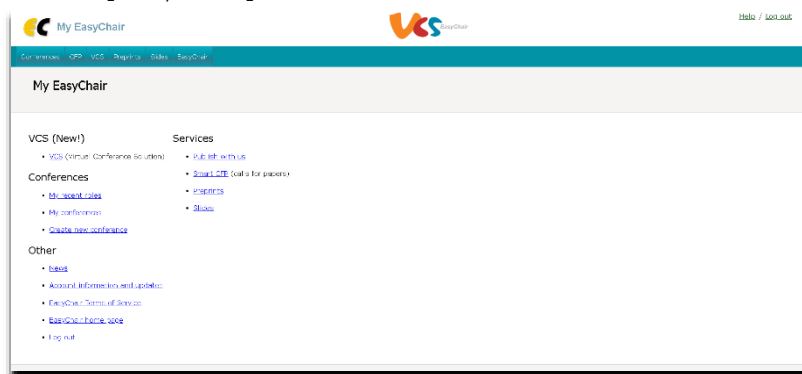 My EasyChair
VCS EasyChair
Help / Log out
Conferences CFP VCS Preprints Slides EasyChair
My EasyChair
VCS (New!)
VCS (Virtual Conference Solution)
Conferences
My recent roles
My conferences
Create new conference
Other
News
Account information and updates
EasyChair Terms of Service
EasyChair home page
Log out
Services
Publish with us
Smart CFP (calls for papers)
Preprints
Slides